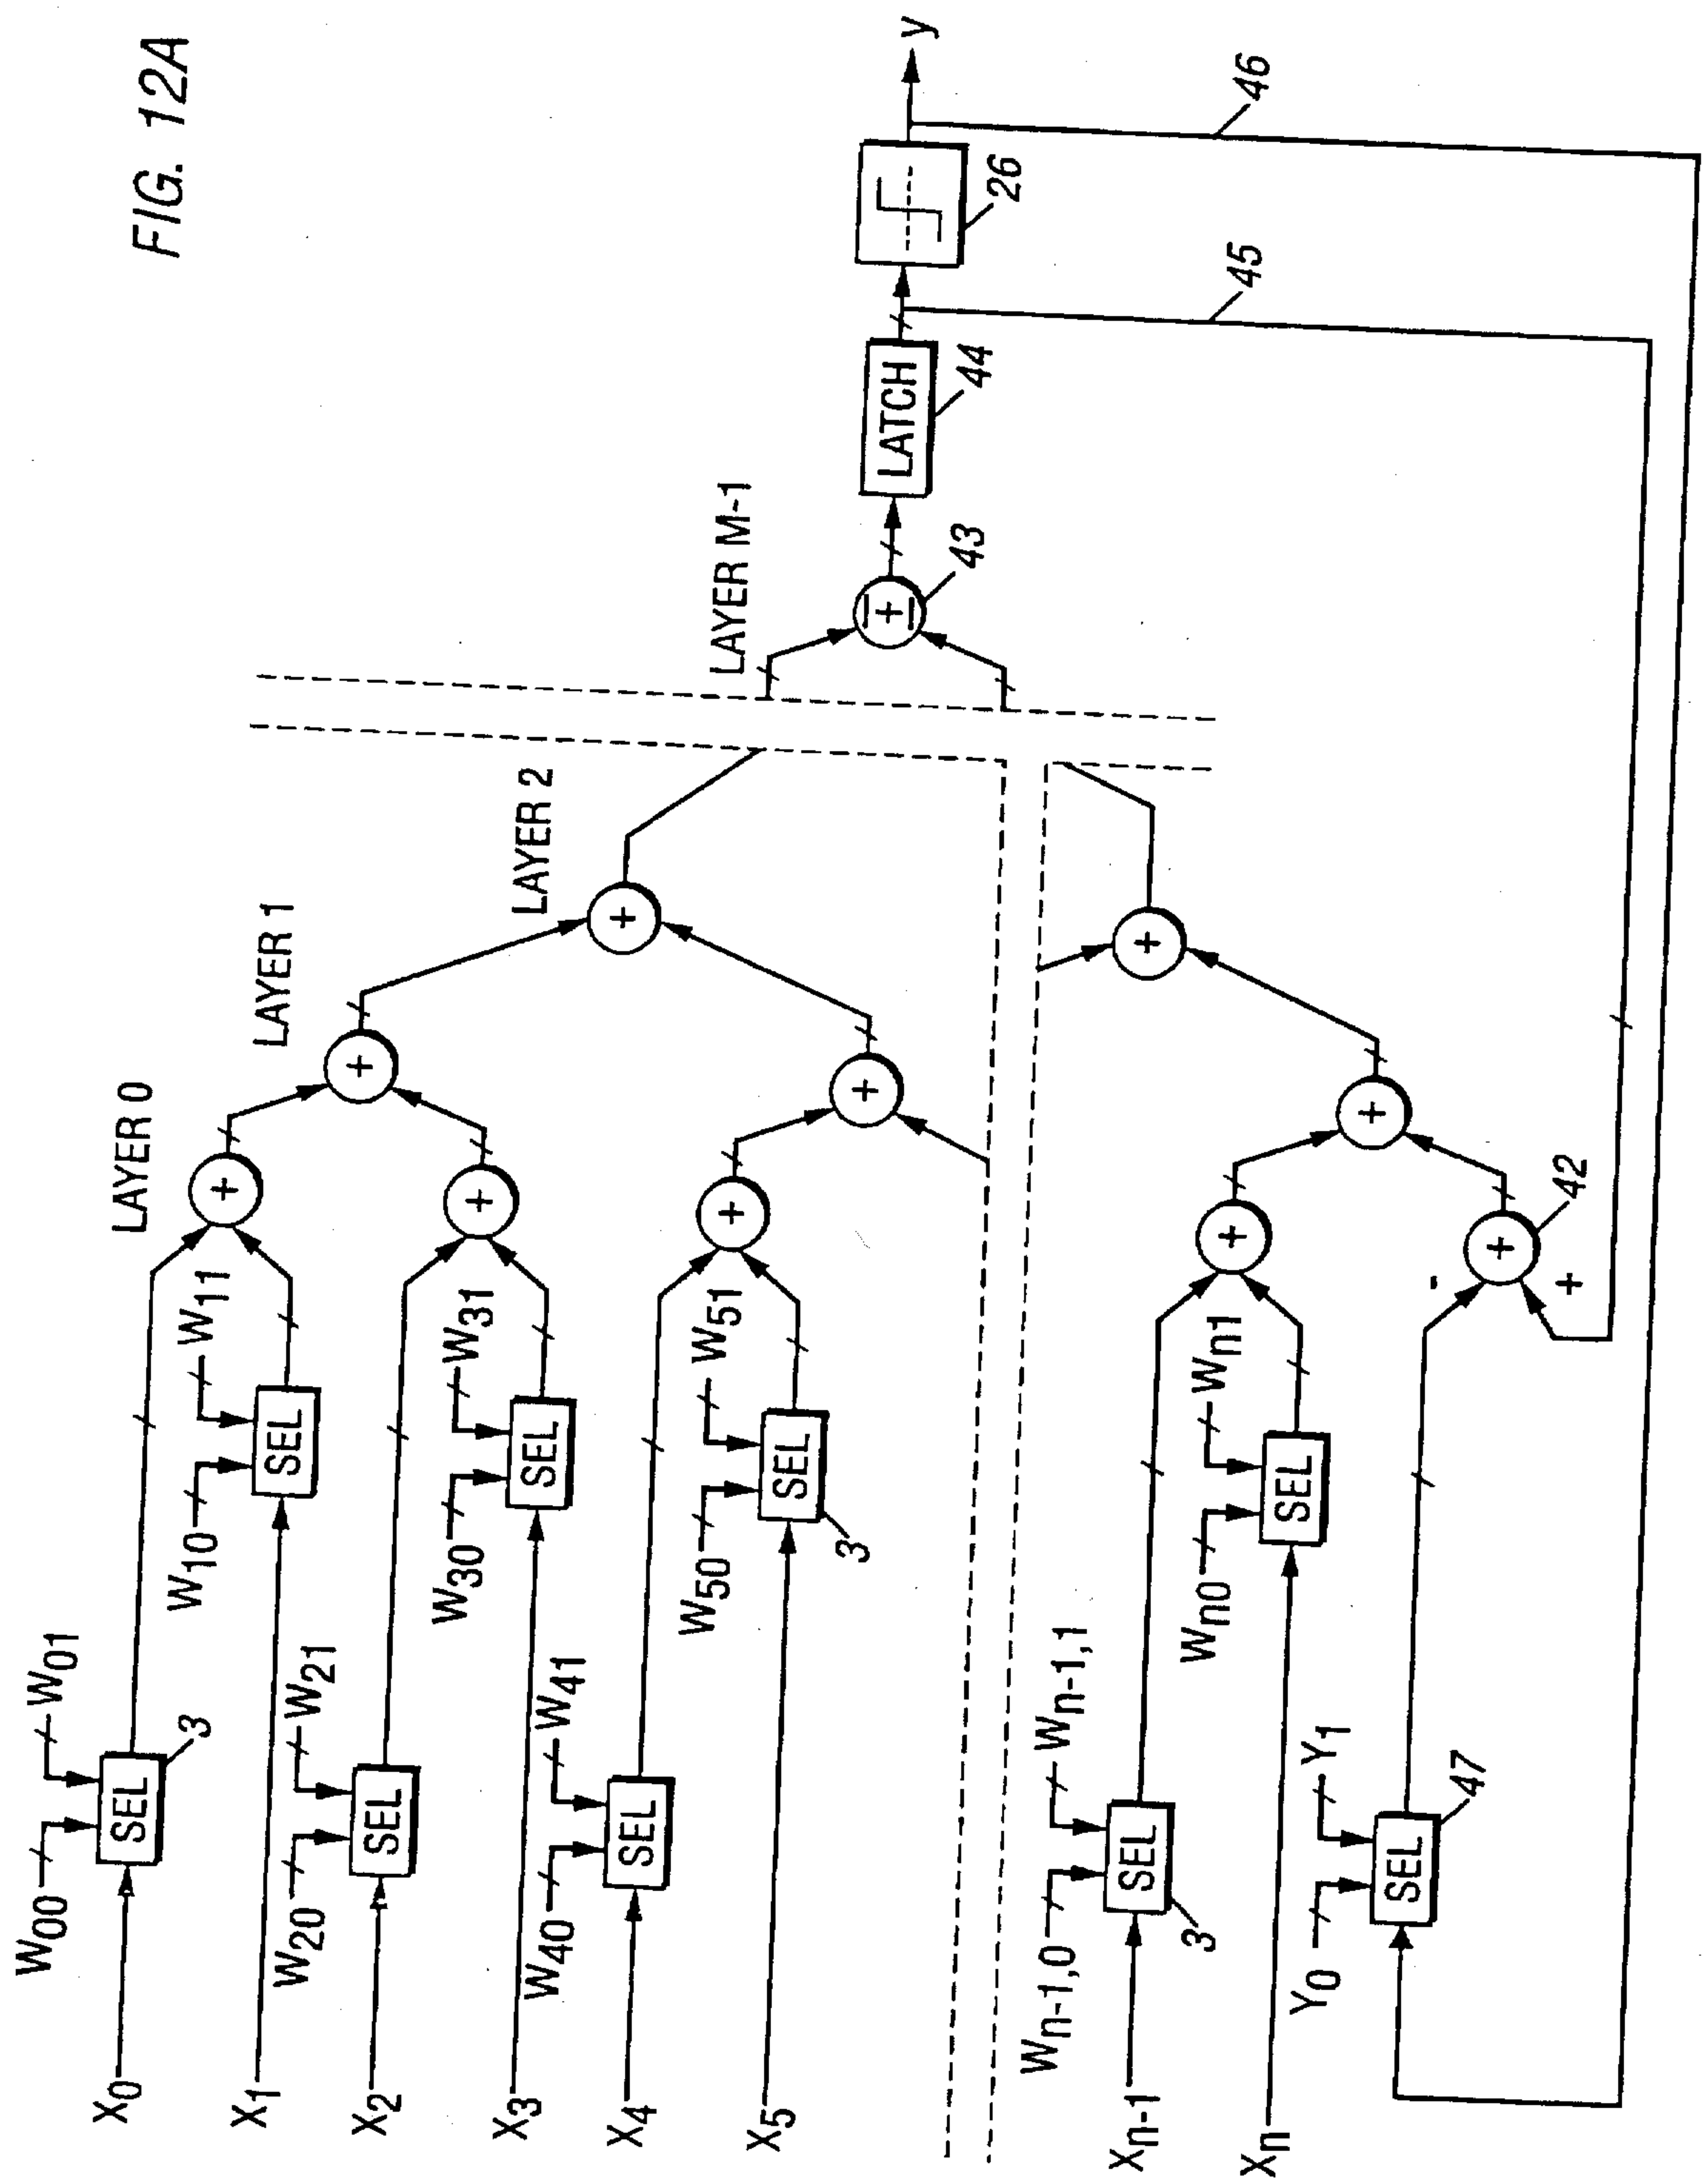 FIG. 12A
LAYER 0
LAYER 1
LAYER 2
LAYER M-1
W00
W01
X0
SEL
3
W10
W11
X1
SEL
+
+
W20
W21
X2
SEL
W30
W31
X3
SEL
+
+
W40
W41
X4
SEL
W50
W51
X5
SEL
3
+
+
+
43
LATCH
44
26
y
45
46
Wn-1,0
Wn-1,1
Xn-1
SEL
3
Wn0
Wn1
Xn
SEL
+
+
+
Y0
Y1
SEL
47
-
+
+
42